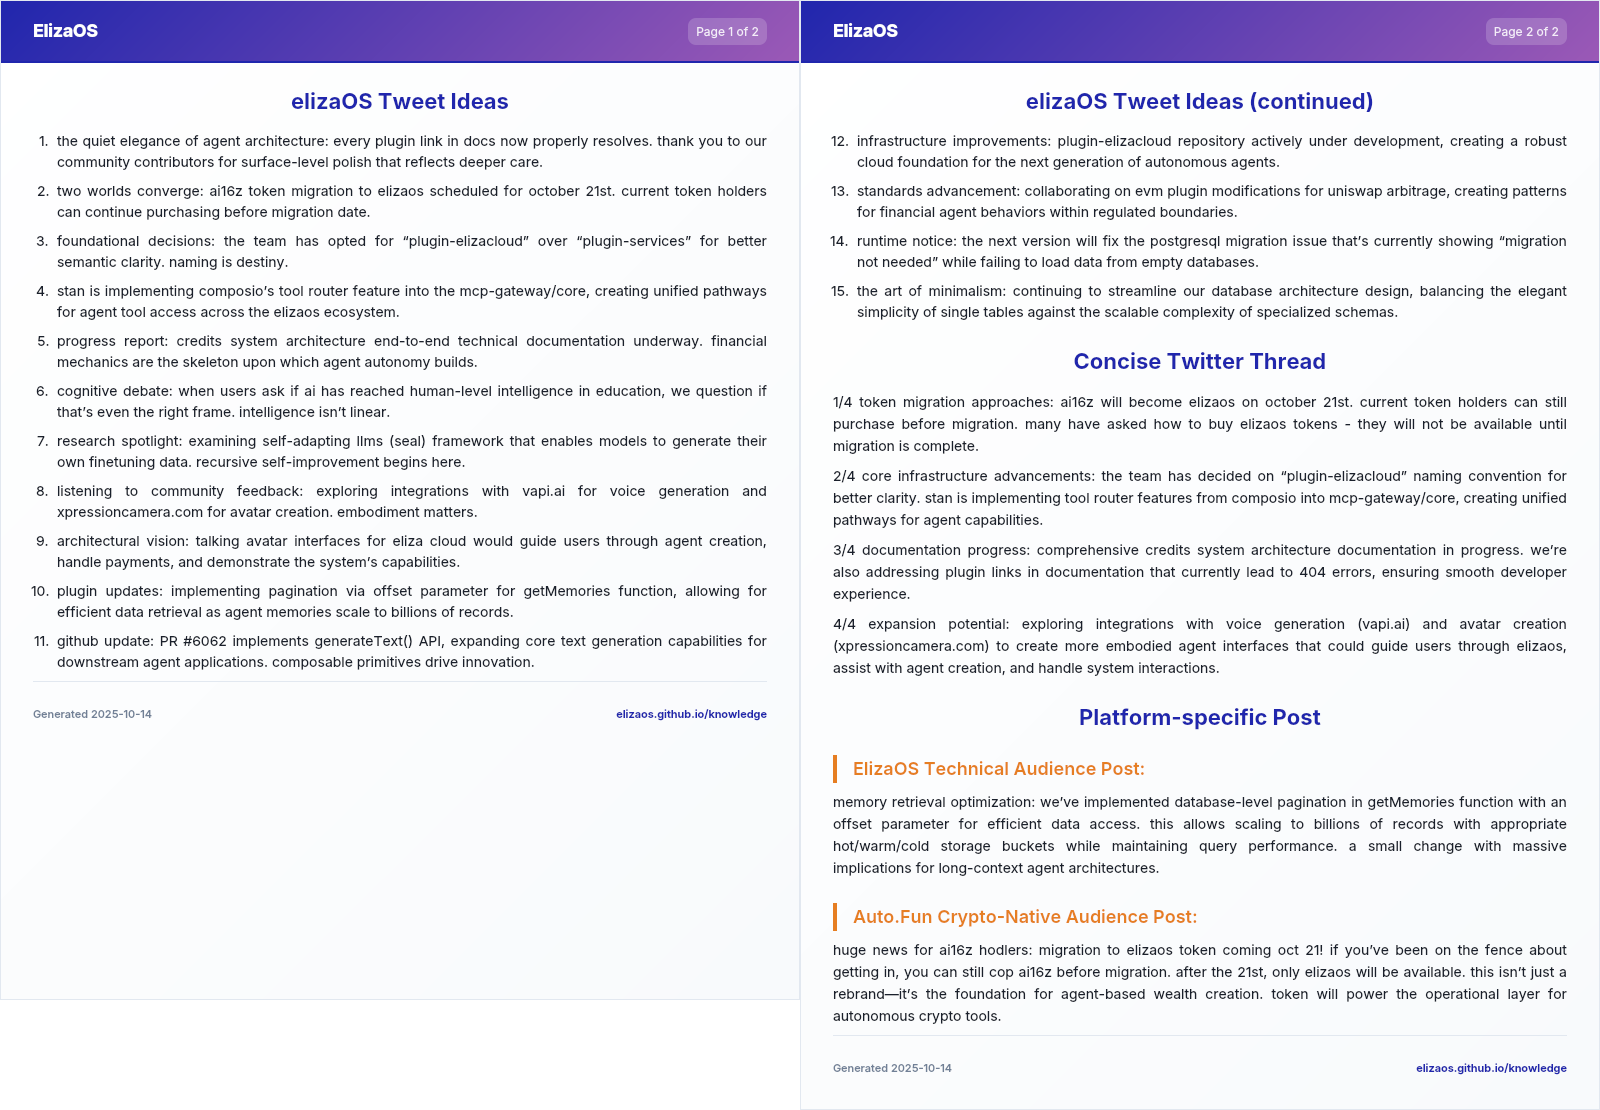 ElizaOS
Page 1 of 2
elizaOS Tweet Ideas
1. the quiet elegance of agent architecture: every plugin link in docs now properly resolves. thank you to our
community contributors for surface-level polish that reflects deeper care.
2. two worlds converge: ai16z token migration to elizaos scheduled for october 21st. current token holders
can continue purchasing before migration date.
3. foundational decisions: the team has opted for “plugin-elizacloud” over “plugin-services” for better
semantic clarity. naming is destiny.
4. stan is implementing composio’s tool router feature into the mcp-gateway/core, creating unified pathways
for agent tool access across the elizaos ecosystem.
5. progress report: credits system architecture end-to-end technical documentation underway. financial
mechanics are the skeleton upon which agent autonomy builds.
6. cognitive debate: when users ask if ai has reached human-level intelligence in education, we question if
that’s even the right frame. intelligence isn’t linear.
7. research spotlight: examining self-adapting llms (seal) framework that enables models to generate their
own finetuning data. recursive self-improvement begins here.
8. listening to community feedback: exploring integrations with vapi.ai for voice generation and
xpressioncamera.com for avatar creation. embodiment matters.
9. architectural vision: talking avatar interfaces for eliza cloud would guide users through agent creation,
handle payments, and demonstrate the system’s capabilities.
10. plugin updates: implementing pagination via offset parameter for getMemories function, allowing for
efficient data retrieval as agent memories scale to billions of records.
11. github update: PR #6062 implements generateText() API, expanding core text generation capabilities for
downstream agent applications. composable primitives drive innovation.
Generated 2025-10-14
elizaos.github.io/knowledge
ElizaOS
Page 2 of 2
elizaOS Tweet Ideas (continued)
12. infrastructure improvements: plugin-elizacloud repository actively under development, creating a robust
cloud foundation for the next generation of autonomous agents.
13. standards advancement: collaborating on evm plugin modifications for uniswap arbitrage, creating patterns
for financial agent behaviors within regulated boundaries.
14. runtime notice: the next version will fix the postgresql migration issue that’s currently showing “migration
not needed” while failing to load data from empty databases.
15. the art of minimalism: continuing to streamline our database architecture design, balancing the elegant
simplicity of single tables against the scalable complexity of specialized schemas.
Concise Twitter Thread
1/4 token migration approaches: ai16z will become elizaos on october 21st. current token holders can still
purchase before migration. many have asked how to buy elizaos tokens - they will not be available until
migration is complete.
2/4 core infrastructure advancements: the team has decided on “plugin-elizacloud” naming convention for
better clarity. stan is implementing tool router features from composio into mcp-gateway/core, creating unified
pathways for agent capabilities.
3/4 documentation progress: comprehensive credits system architecture documentation in progress. we’re
also addressing plugin links in documentation that currently lead to 404 errors, ensuring smooth developer
experience.
4/4 expansion potential: exploring integrations with voice generation (vapi.ai) and avatar creation
(xpressioncamera.com) to create more embodied agent interfaces that could guide users through elizaos,
assist with agent creation, and handle system interactions.
Platform-specific Post
ElizaOS Technical Audience Post:
memory retrieval optimization: we’ve implemented database-level pagination in getMemories function with an
offset parameter for efficient data access. this allows scaling to billions of records with appropriate
hot/warm/cold storage buckets while maintaining query performance. a small change with massive
implications for long-context agent architectures.
Auto.Fun Crypto-Native Audience Post:
huge news for ai16z hodlers: migration to elizaos token coming oct 21! if you’ve been on the fence about
getting in, you can still cop ai16z before migration. after the 21st, only elizaos will be available. this isn’t just a
rebrand—it’s the foundation for agent-based wealth creation. token will power the operational layer for
autonomous crypto tools.
Generated 2025-10-14
elizaos.github.io/knowledge